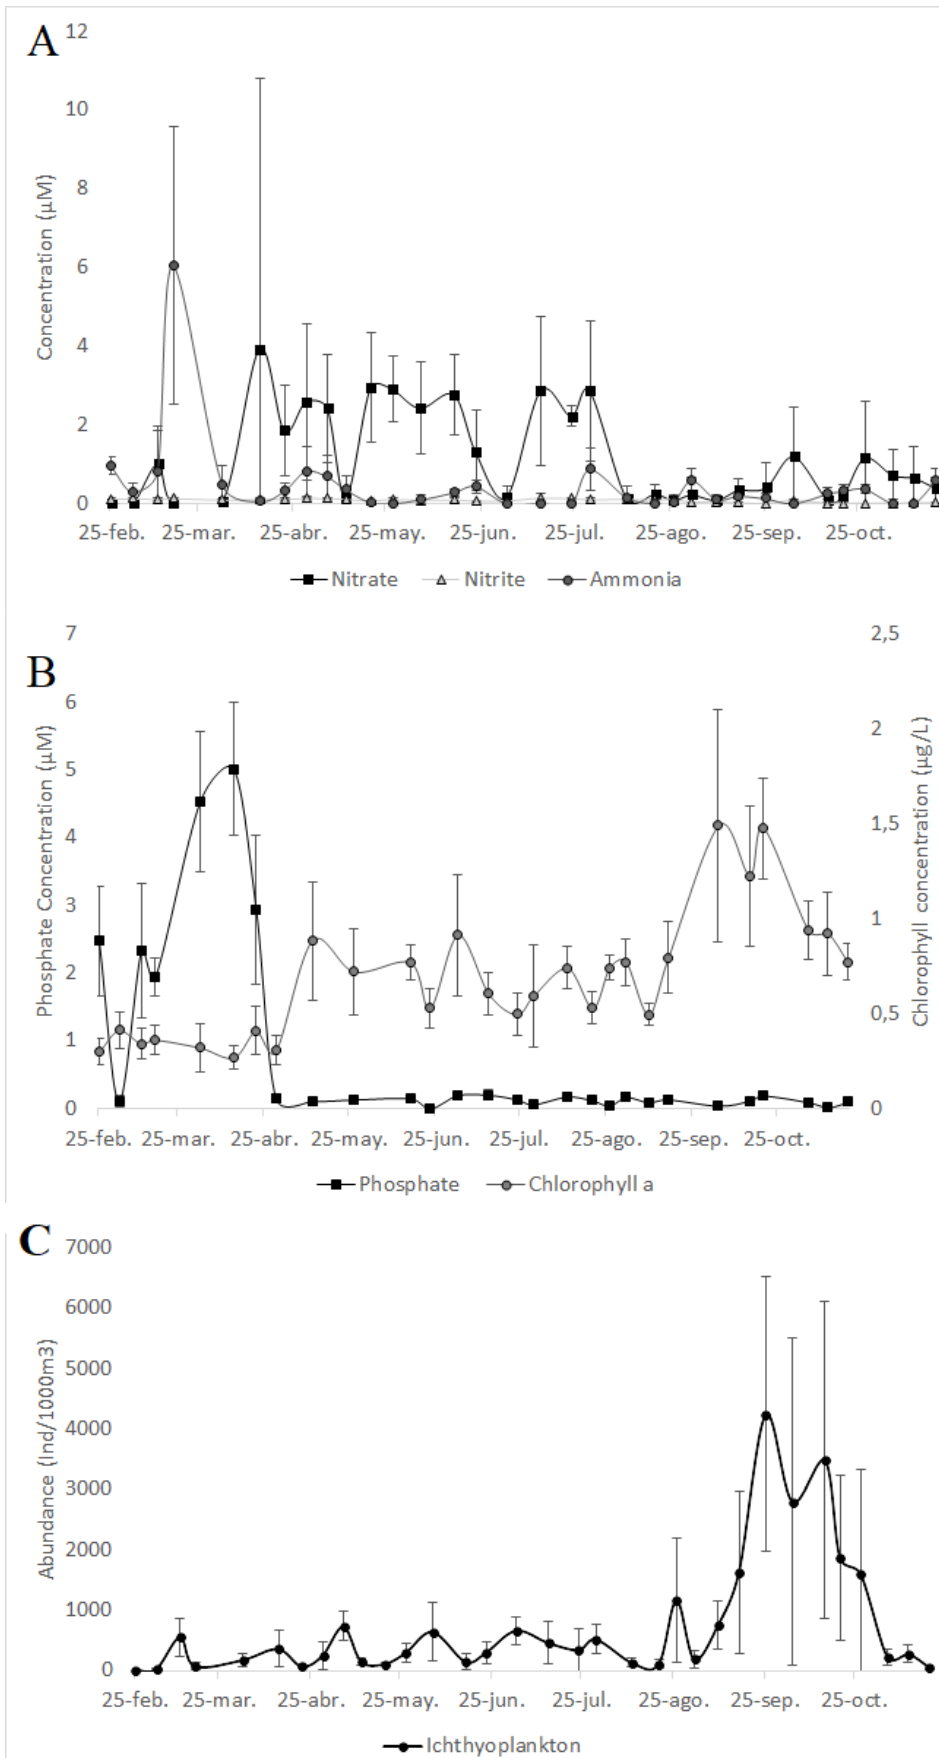 A
12
10
8
6
4
2
0
Concentration (µM)
25-feb. 25-mar. 25-abr. 25-may. 25-jun. 25-jul. 25-ago. 25-sep. 25-oct.
Nitrate Nitrite Ammonia
B
7
6
5
4
3
2
1
0
Phosphate Concentration (µM)
2,5
2
1,5
1
0,5
0
Chlorophyll concentration (µg/L)
25-feb. 25-mar. 25-abr. 25-may. 25-jun. 25-jul. 25-ago. 25-sep. 25-oct.
Phosphate Chlorophyll a
C
7000
6000
5000
4000
3000
2000
1000
0
Abundance (Ind/1000m3)
25-feb. 25-mar. 25-abr. 25-may. 25-jun. 25-jul. 25-ago. 25-sep. 25-oct.
Ichthyoplankton